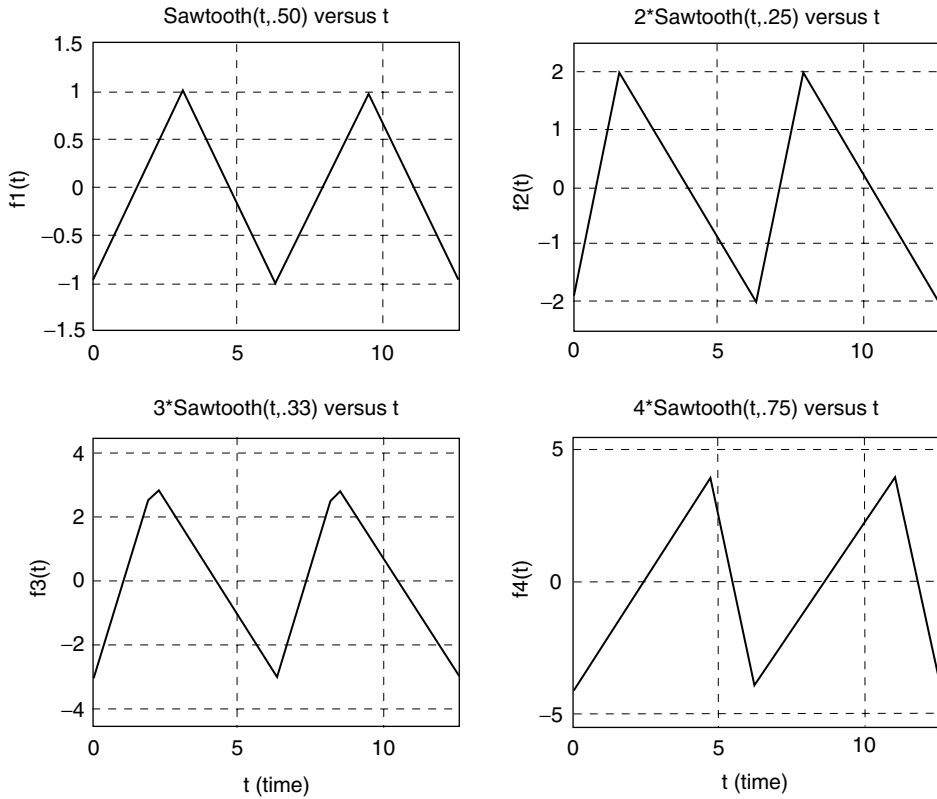 Sawtooth(t,.50) versus t
1.5
1
0.5
0
−0.5
−1
−1.5
f1(t)
0 5 10
2*Sawtooth(t,.25) versus t
2
1
0
−1
−2
f2(t)
0 5 10
3*Sawtooth(t,.33) versus t
4
2
0
−2
−4
f3(t)
0 5 10
t (time)
4*Sawtooth(t,.75) versus t
5
0
−5
f4(t)
0 5 10
t (time)